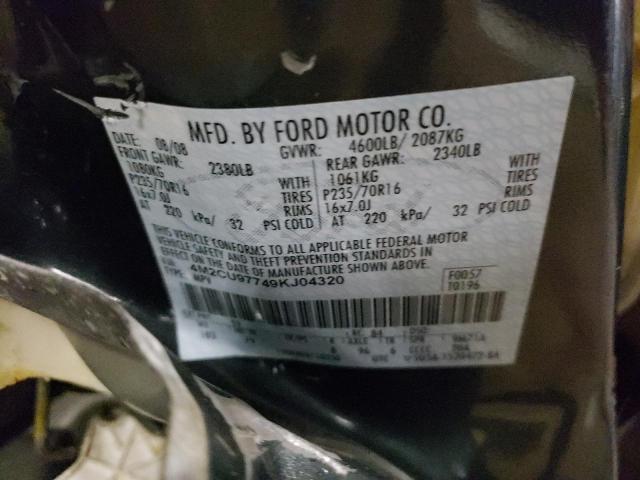 MFD. BY FORD MOTOR CO.
DATE: 08/08 GVWR: 4600LB/ 2087KG
FRONT GAWR: 2380LB REAR GAWR: 2340LB
1080KG WITH 1061KG WITH
P235/70R16 TIRES P235/70R16 TIRES
16x7.0J RIMS 16x7.0J RIMS
AT 220 kPa/ 32 PSI COLD AT 220 kPa/ 32 PSI COLD
THIS VEHICLE CONFORMS TO ALL APPLICABLE FEDERAL MOTOR
VEHICLE SAFETY AND THEFT PREVENTION STANDARDS IN
EFFECT ON THE DATE OF MANUFACTURE SHOWN ABOVE.
4M2CU97749KJ04320 F0057
TYPE: MPV T0196